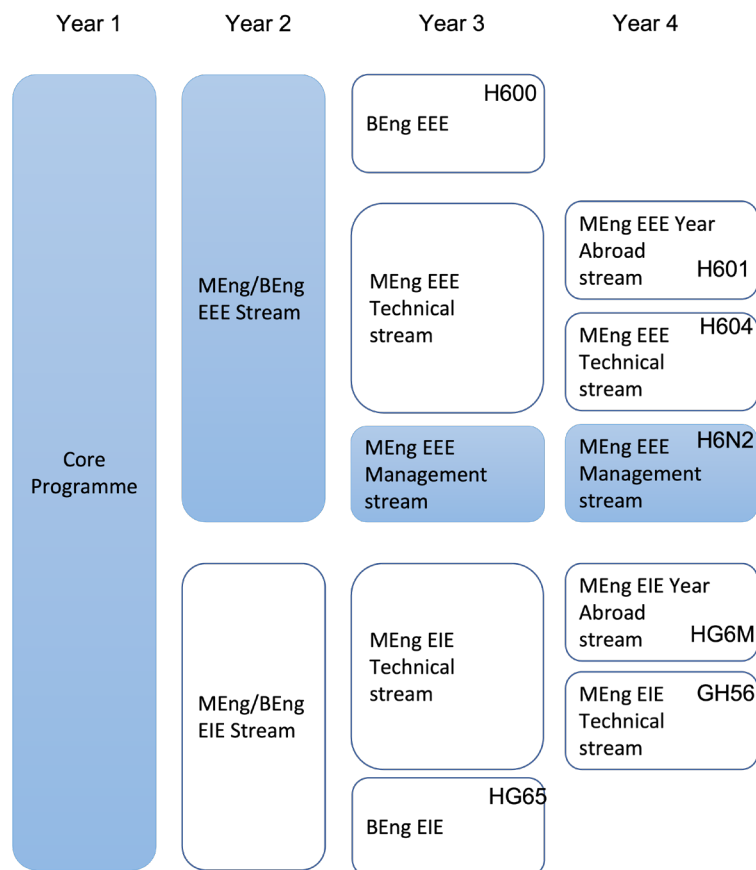 Year 1
Year 2
Year 3
Year 4
Core
Programme
MEng/BEng
EEE Stream
MEng/BEng
EIE Stream
H600
BEng EEE
MEng EEE
Technical
stream
MEng EEE
Management
stream
MEng EIE
Technical
stream
HG65
BEng EIE
MEng EEE Year
Abroad
stream
H601
H604
MEng EEE
Technical
stream
H6N2
MEng EEE
Management
stream
MEng EIE Year
Abroad
stream
HG6M
GH56
MEng EIE
Technical
stream